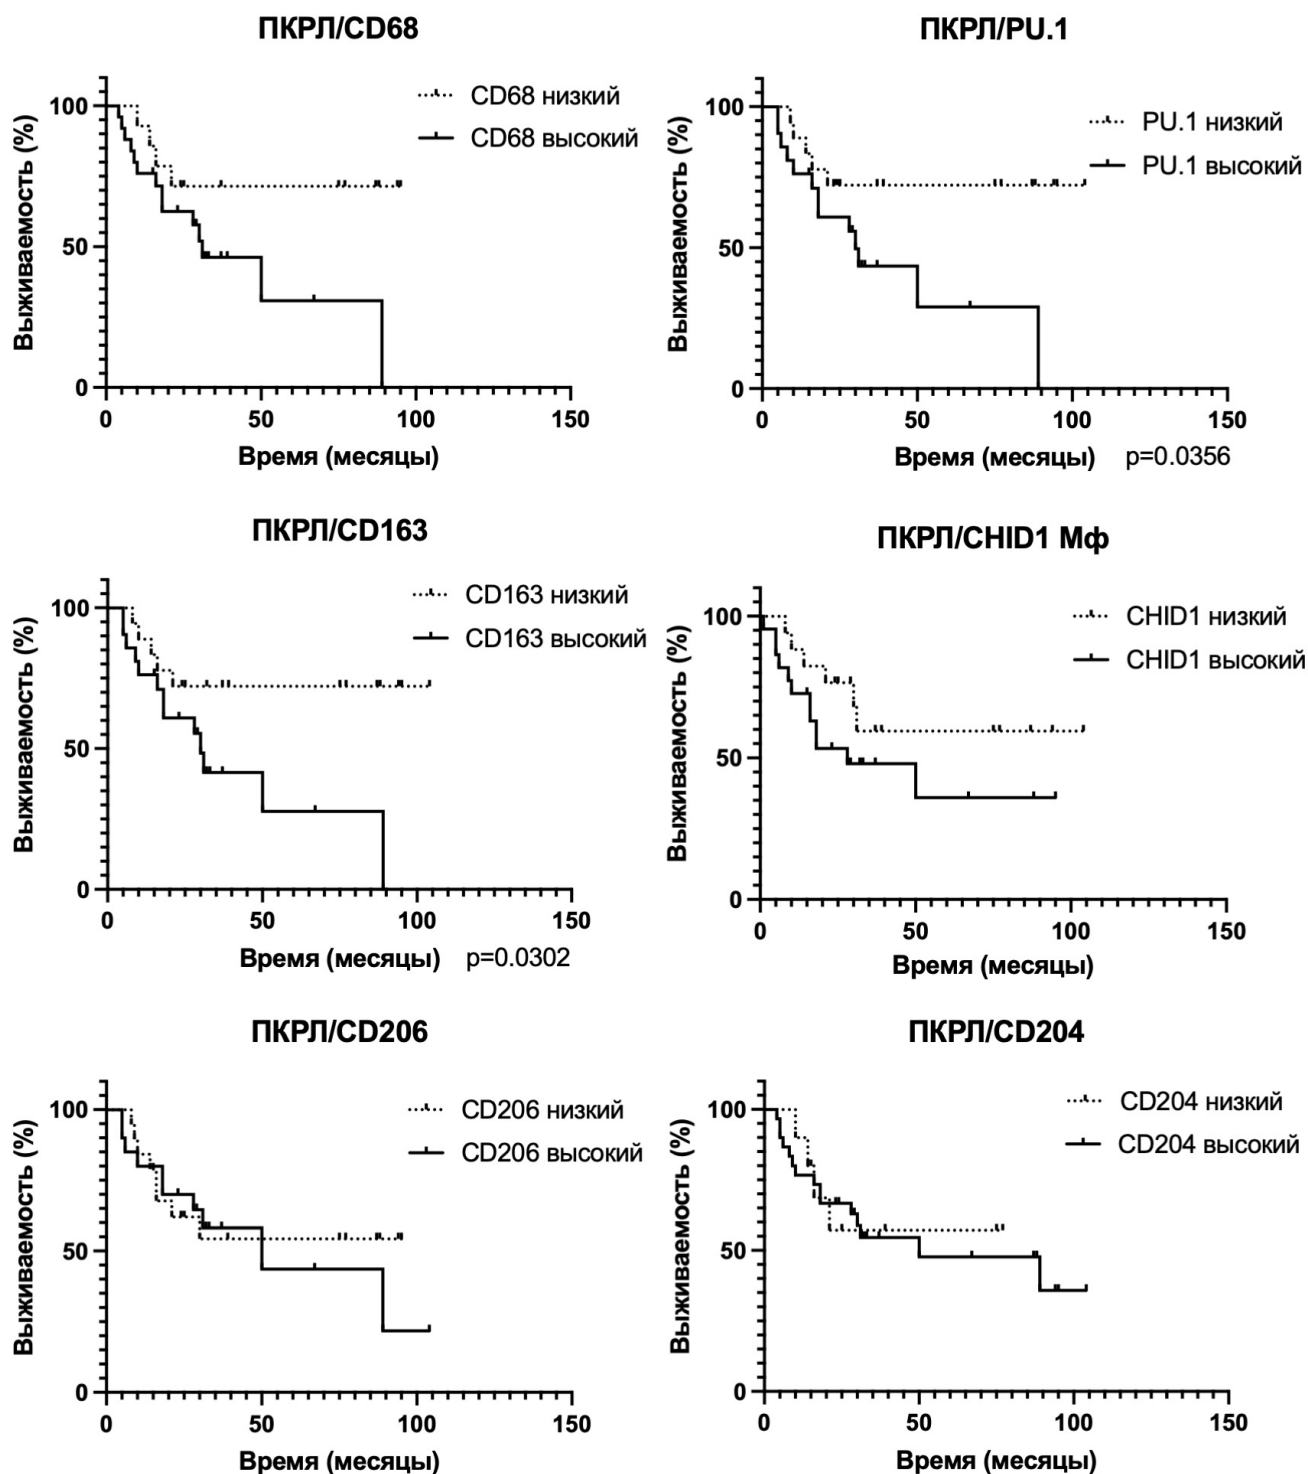 ПКРЛ/CD68
CD68 низкий
CD68 высокий
Выживаемость (%)
100
50
0
0 50 100 150
Время (месяцы)
ПКРЛ/PU.1
PU.1 низкий
PU.1 высокий
Выживаемость (%)
100
50
0
0 50 100 150
Время (месяцы) p=0.0356
ПКРЛ/CD163
CD163 низкий
CD163 высокий
Выживаемость (%)
100
50
0
0 50 100 150
Время (месяцы) p=0.0302
ПКРЛ/CHID1 Мф
CHID1 низкий
CHID1 высокий
Выживаемость (%)
100
50
0
0 50 100 150
Время (месяцы)
ПКРЛ/CD206
CD206 низкий
CD206 высокий
Выживаемость (%)
100
50
0
0 50 100 150
Время (месяцы)
ПКРЛ/CD204
CD204 низкий
CD204 высокий
Выживаемость (%)
100
50
0
0 50 100 150
Время (месяцы)